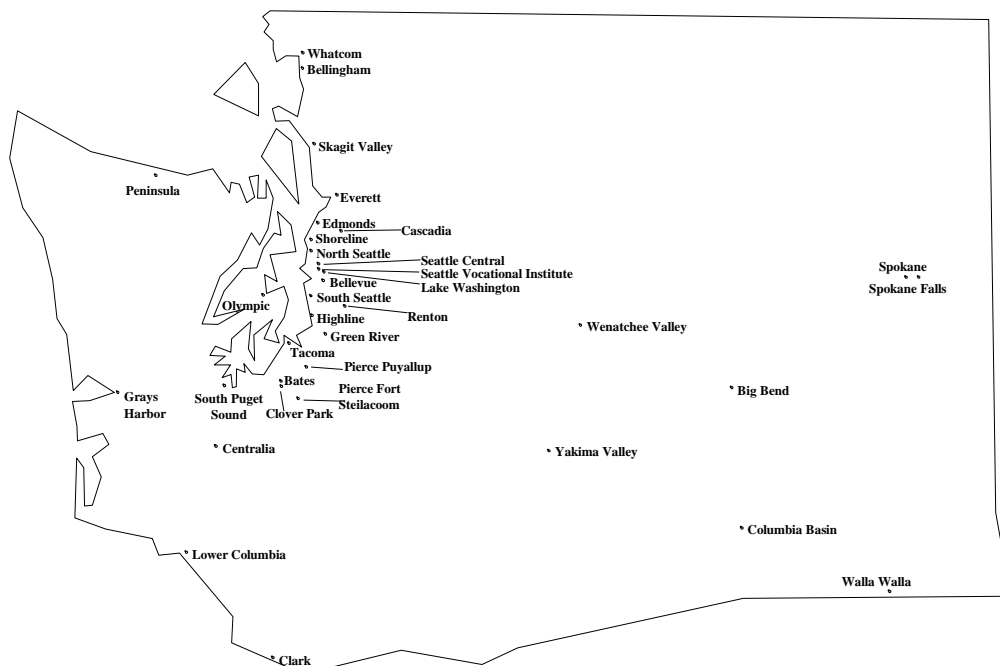 Whatcom
Bellingham
Skagit Valley
Peninsula
Everett
Edmonds
Cascadia
Shoreline
North Seattle
Seattle Central
Seattle Vocational Institute
Lake Washington
Bellevue
Spokane
Spokane Falls
Olympic
South Seattle
Renton
Highline
Wenatchee Valley
Green River
Tacoma
Pierce Puyallup
Bates
Pierce Fort
Steilacoom
Big Bend
Grays
Harbor
South Puget
Sound
Clover Park
Centralia
Yakima Valley
Columbia Basin
Lower Columbia
Walla Walla
Clark